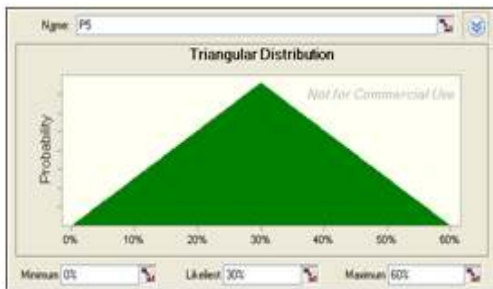 Name: P5
Triangular Distribution
Not for Commercial Use
Probability
0% 10% 20% 30% 40% 50% 60%
Minimum 0% Likeliest 30% Maximum 60%